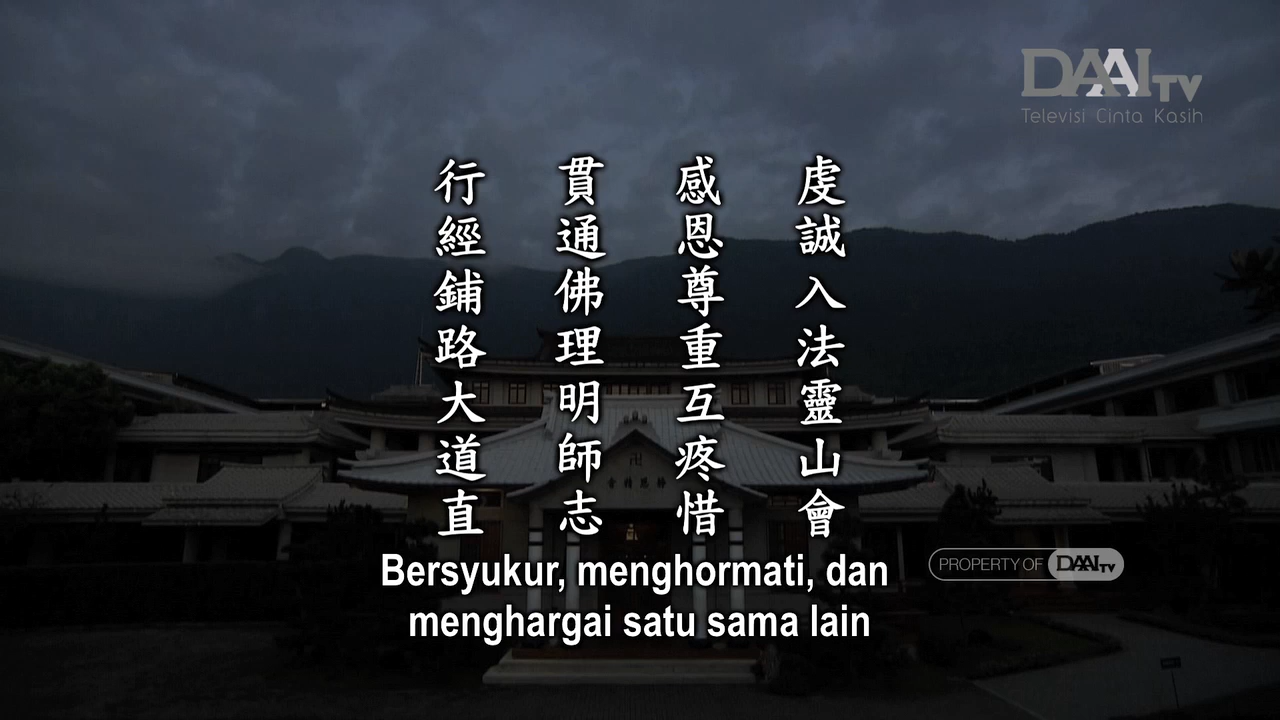 DAAI TV
Televisi Cinta Kasih
虔誠入法靈山會
感恩尊重互疼惜
貫通佛理明師志
行經鋪路大道直
Bersyukur, menghormati, dan
menghargai satu sama lain
PROPERTY OF DAAI TV